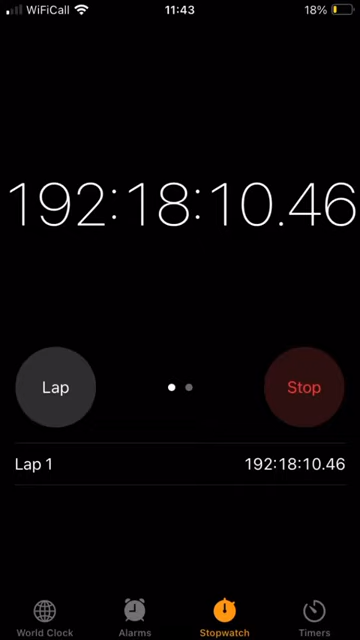 WiFiCall 11:43 18%
192:18:10.46
Lap Stop
Lap 1 192:18:10.46
World Clock Alarms Stopwatch Timers